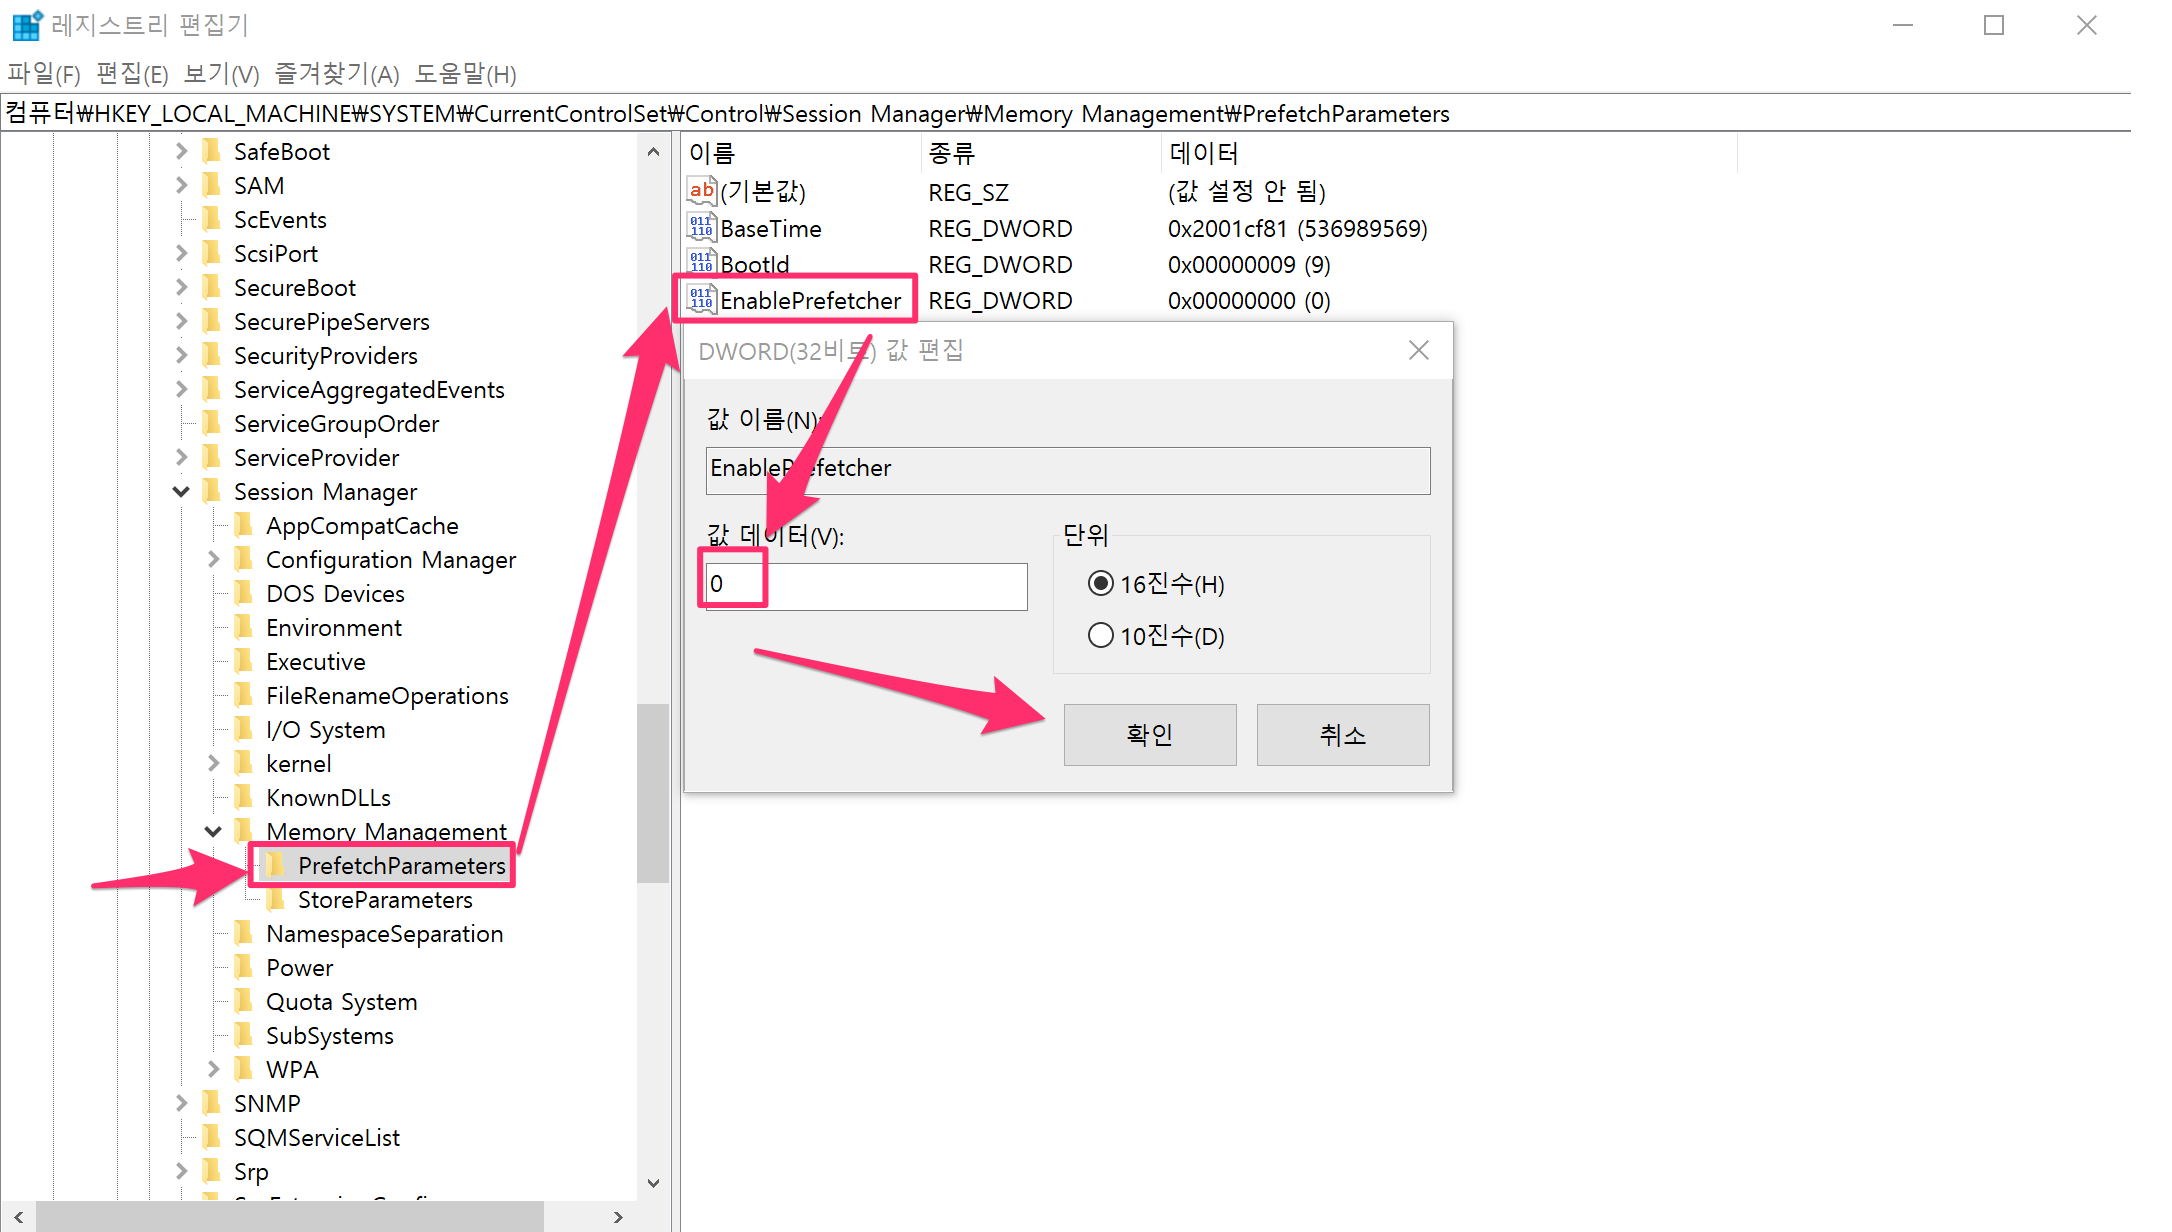 레지스트리 편집기
파일(F) 편집(E) 보기(V) 즐겨찾기(A) 도움말(H)
컴퓨터₩HKEY_LOCAL_MACHINE₩SYSTEM₩CurrentControlSet₩Control₩Session Manager₩Memory Management₩PrefetchParameters
SafeBoot
SAM
ScEvents
ScsiPort
SecureBoot
SecurePipeServers
SecurityProviders
ServiceAggregatedEvents
ServiceGroupOrder
ServiceProvider
Session Manager
AppCompatCache
Configuration Manager
DOS Devices
Environment
Executive
FileRenameOperations
I/O System
kernel
KnownDLLs
Memory Management
PrefetchParameters
StoreParameters
NamespaceSeparation
Power
Quota System
SubSystems
WPA
SNMP
SQMServiceList
Srp
이름 종류 데이터
(기본값) REG_SZ (값 설정 안 됨)
BaseTime REG_DWORD 0x2001cf81 (536989569)
BootId REG_DWORD 0x00000009 (9)
EnablePrefetcher REG_DWORD 0x00000000 (0)
DWORD(32비트) 값 편집
값 이름(N):
EnablePrefetcher
값 데이터(V):
0
단위
16진수(H)
10진수(D)
확인 취소